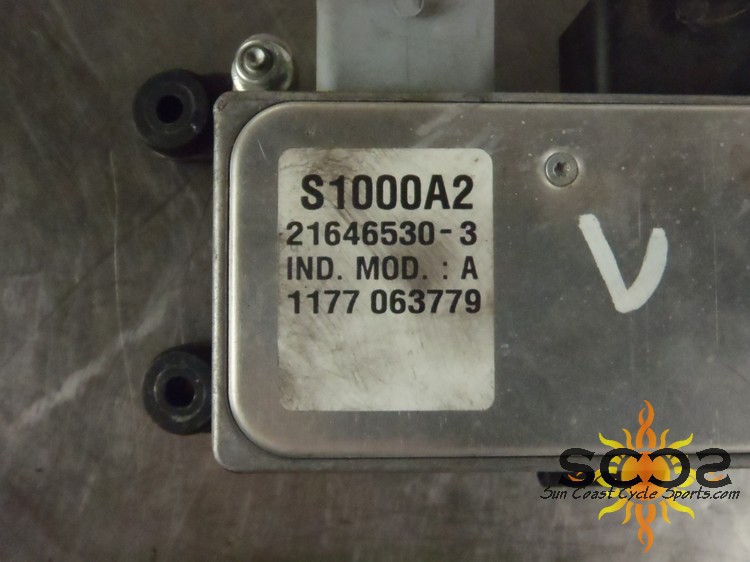 S1000A2
21646530-3
IND. MOD. : A
1177 063779
V
SCCS
Sun Coast Cycle Sports.com